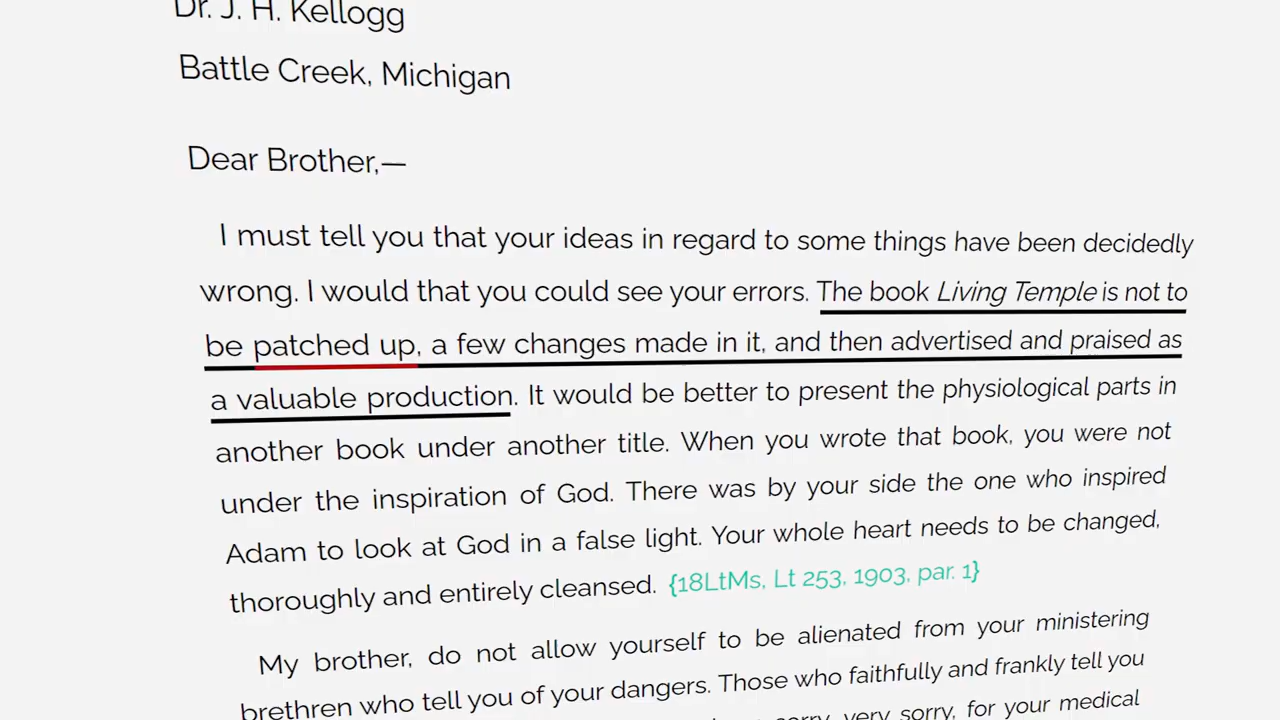 Dr. J. H. Kellogg
Battle Creek, Michigan
Dear Brother,—
I must tell you that your ideas in regard to some things have been decidedly
wrong. I would that you could see your errors. The book Living Temple is not to
be patched up, a few changes made in it, and then advertised and praised as
a valuable production. It would be better to present the physiological parts in
another book under another title. When you wrote that book, you were not
under the inspiration of God. There was by your side the one who inspired
Adam to look at God in a false light. Your whole heart needs to be changed,
thoroughly and entirely cleansed. {18LtMs, Lt 253, 1903, par. 1}
My brother, do not allow yourself to be alienated from your ministering
brethren who tell you of your dangers. Those who faithfully and frankly tell you
sorry, very sorry, for your medical